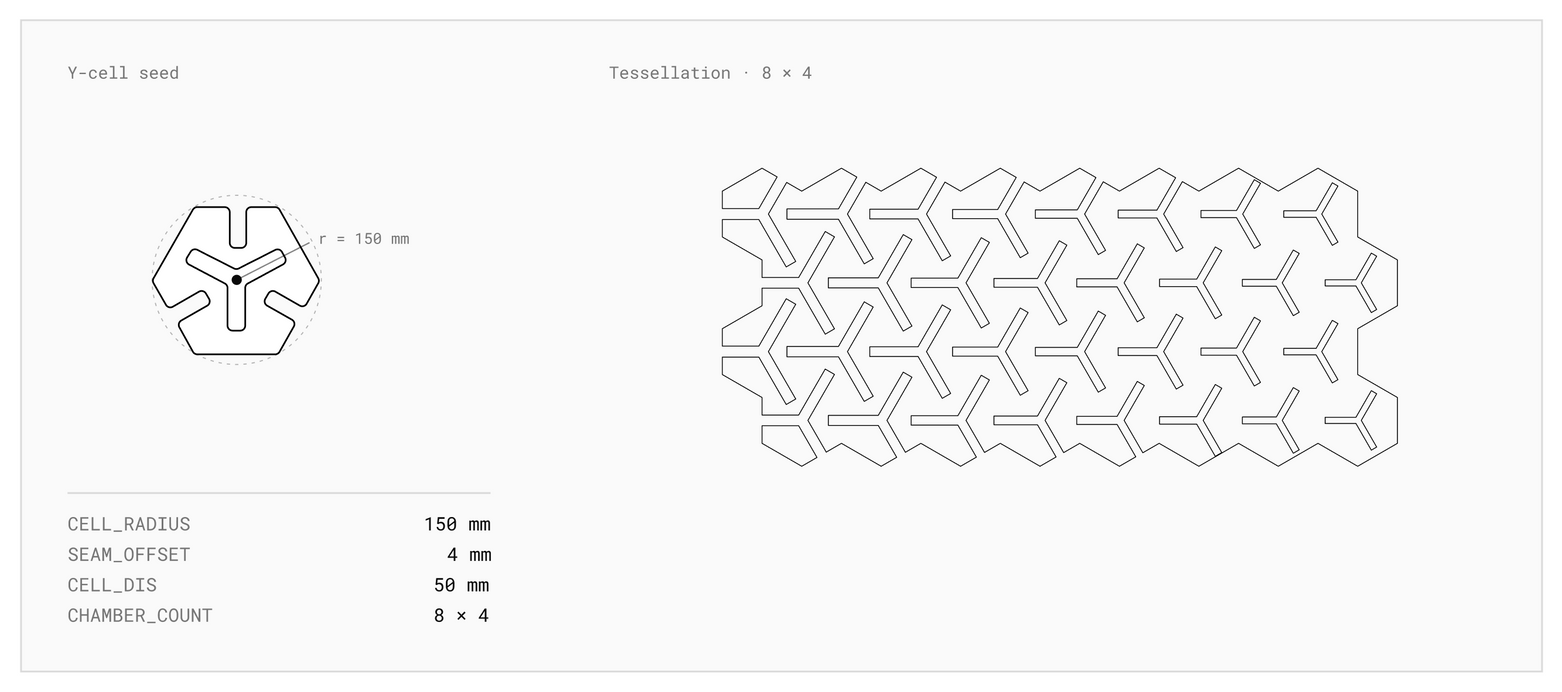 Y-cell seed
Tessellation · 8 × 4
r = 150 mm
CELL_RADIUS 150 mm
SEAM_OFFSET 4 mm
CELL_DIS 50 mm
CHAMBER_COUNT 8 × 4